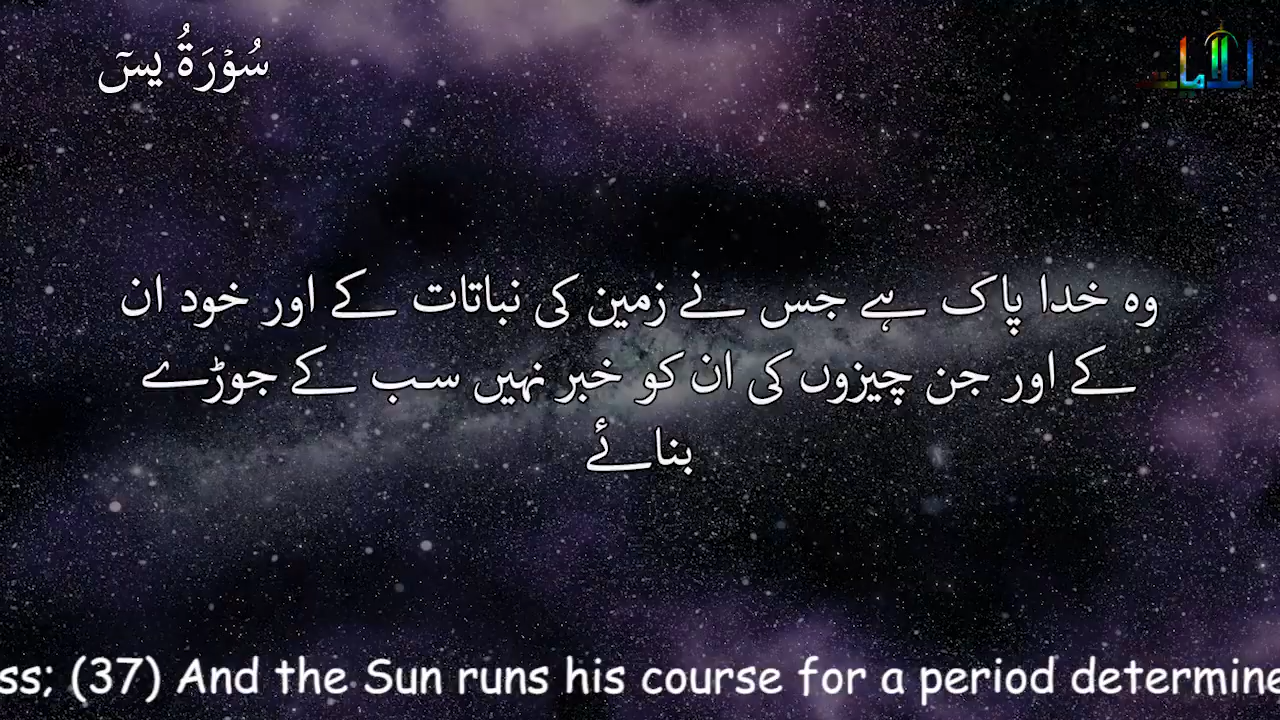 سُوۡرَةُ يسٓ
وہ خدا پاک ہے جس نے زمین کی نباتات کے اور خود ان
کے اور جن چیزوں کی ان کو خبر نہیں سب کے جوڑے
بنائے
ss; (37) And the Sun runs his course for a period determine